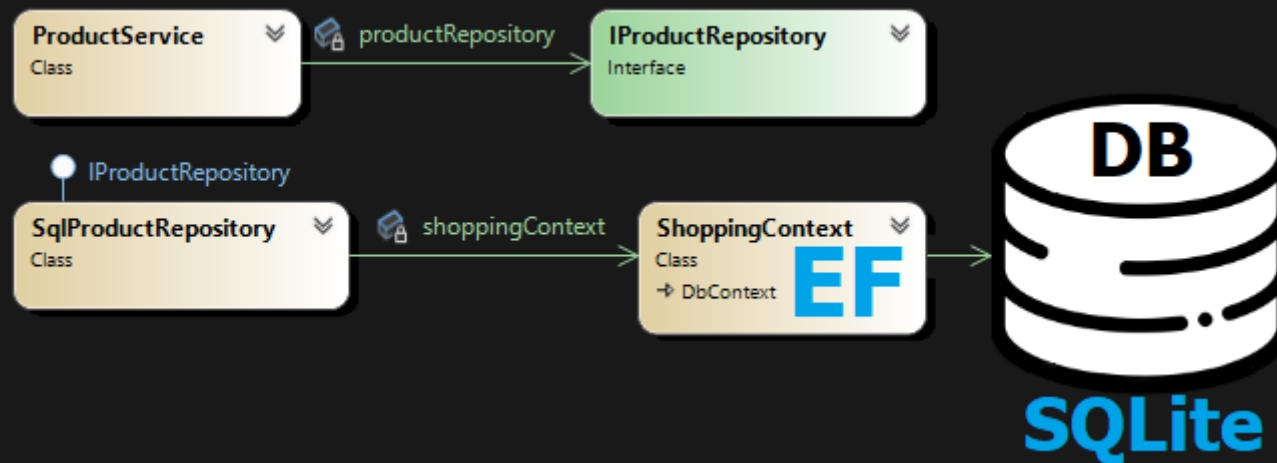 ProductService
Class
productRepository
IProductRepository
Interface
DB
IProductRepository
SqlProductRepository
Class
shoppingContext
ShoppingContext
Class
DbContext
EF
SQLite